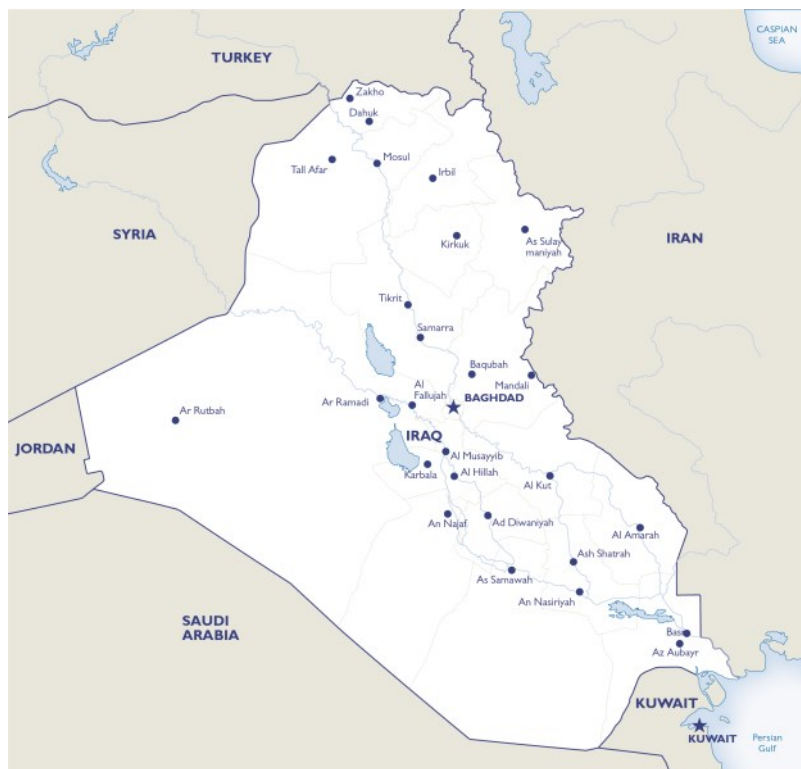 CASPIAN
SEA
TURKEY
Zakho
Dahuk
Mosul
Tall Afar
Irbil
SYRIA
Kirkuk
As Sulay
maniyah
IRAN
Tikrit
Samarra
Baqubah
Mandali
Al
Fallujah
BAGHDAD
Ar Ramadi
Ar Rutbah
IRAQ
JORDAN
Al Musayyib
Karbala
Al Hillah
Al Kut
An Najaf
Ad Diwaniyah
Al Amarah
Ash Shatrah
As Samawah
An Nasiriyah
SAUDI
ARABIA
Az Aubayr
KUWAIT
KUWAIT
Persian
Gulf